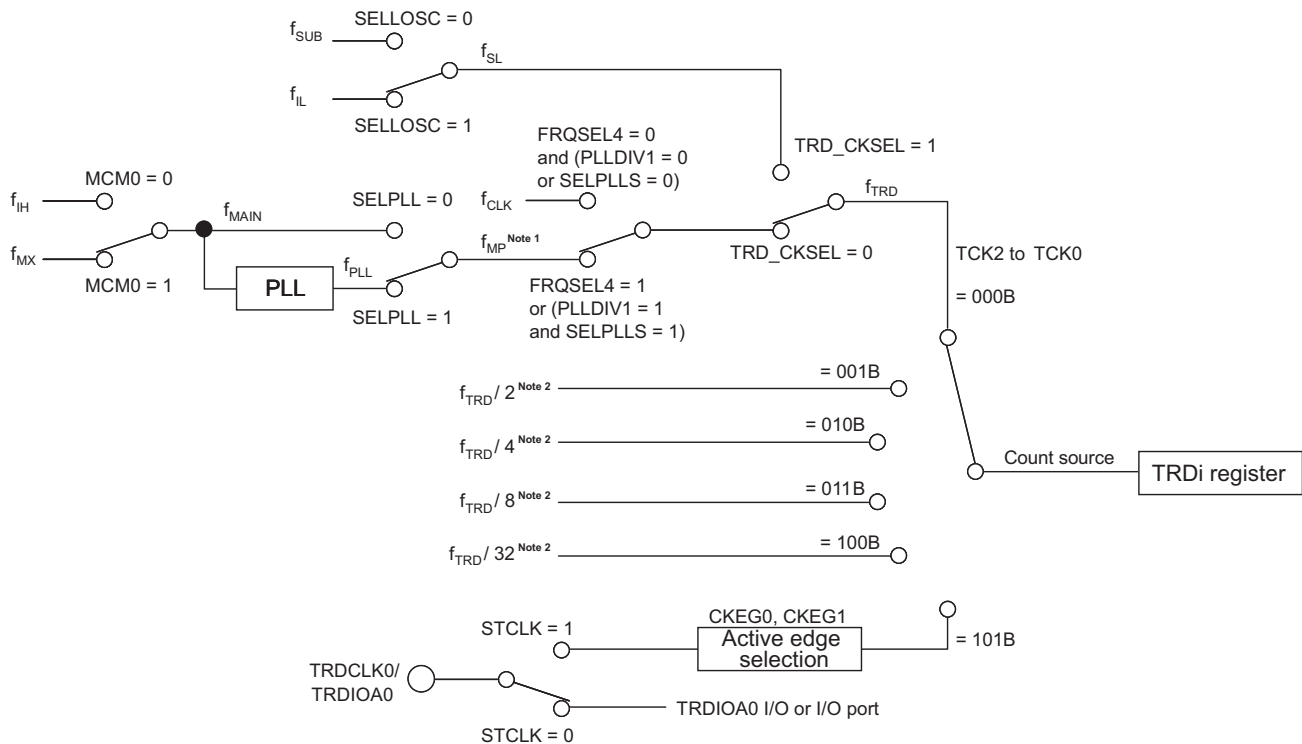 SELLOSC = 0
fSUB
fSL
fIL
SELLOSC = 1
FRQSEL4 = 0
and (PLLDIV1 = 0
or SELPLLS = 0)
TRD_CKSEL = 1
MCM0 = 0
fIH
SELPLL = 0
fCLK
fTRD
fMAIN
fMX
fMP Note 1
TRD_CKSEL = 0
TCK2 to TCK0
fPLL
MCM0 = 1
PLL
SELPLL = 1
FRQSEL4 = 1
or (PLLDIV1 = 1
and SELPLLS = 1)
= 000B
fTRD/ 2 Note 2
= 001B
fTRD/ 4 Note 2
= 010B
Count source
TRDi register
fTRD/ 8 Note 2
= 011B
fTRD/ 32 Note 2
= 100B
STCLK = 1
CKEG0, CKEG1
Active edge
selection
= 101B
TRDCLK0/
TRDIOA0
TRDIOA0 I/O or I/O port
STCLK = 0